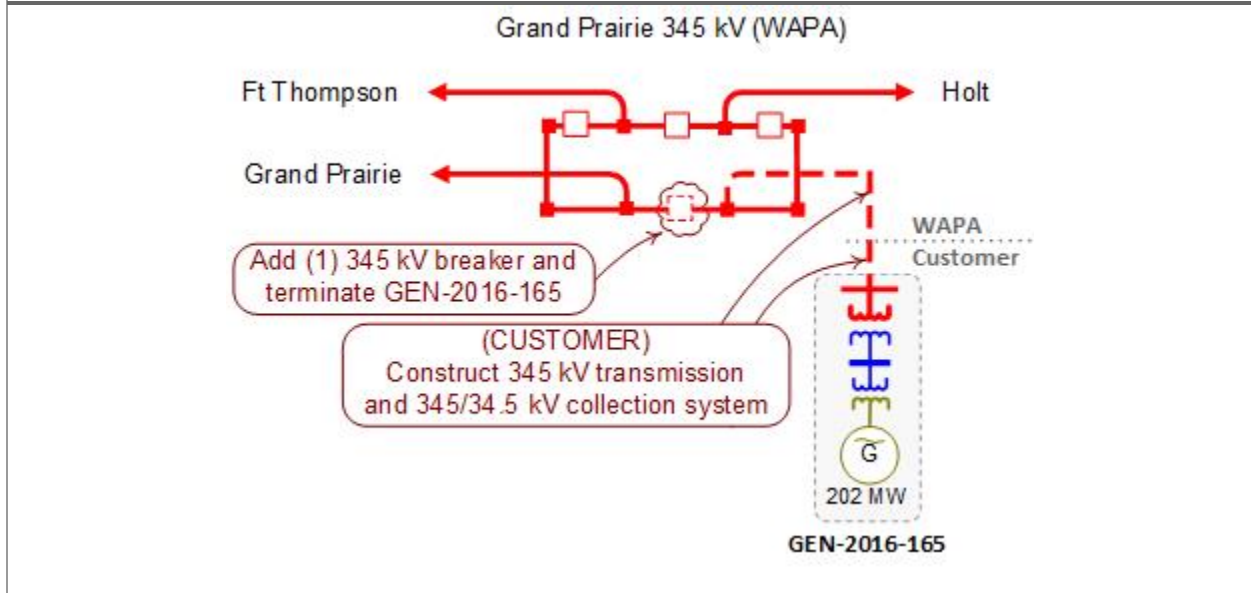 Grand Prairie 345 kV (WAPA)
Ft Thompson
Holt
Grand Prairie
WAPA
Customer
Add (1) 345 kV breaker and
terminate GEN-2016-165
(CUSTOMER)
Construct 345 kV transmission
and 345/34.5 kV collection system
G
202 MW
GEN-2016-165